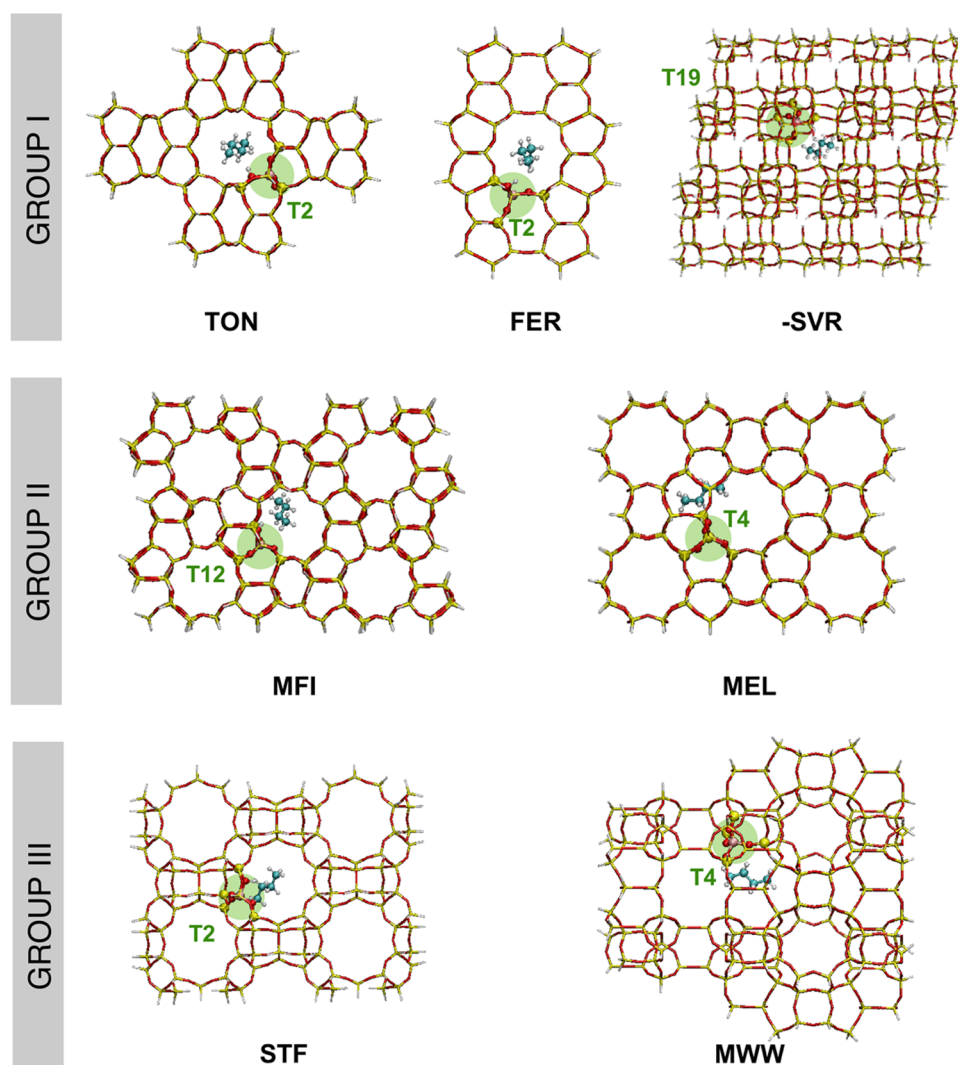 GROUP I
T2
TON
T2
FER
T19
-SVR
GROUP II
T12
MFI
T4
MEL
GROUP III
T2
STF
T4
MWW